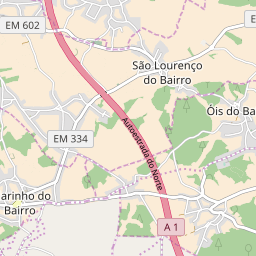 EM 602
E
São Lourenço
do Bairro
Óis do Ba
Autoestrada do Norte
EM 334
arinho do
Bairro
A 1